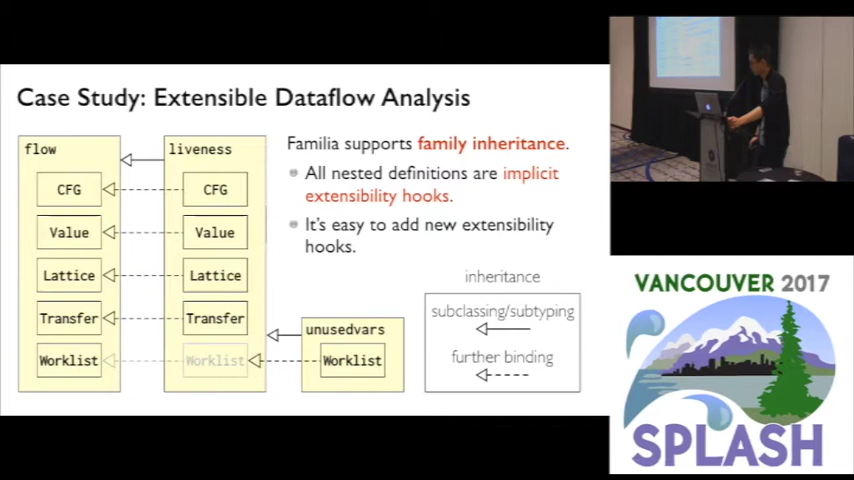 Case Study: Extensible Dataflow Analysis
flow
CFG
Value
Lattice
Transfer
Worklist
liveness
CFG
Value
Lattice
Transfer
Worklist
unusedvars
Worklist
Familia supports family inheritance.
All nested definitions are implicit
extensibility hooks.
It's easy to add new extensibility
hooks.
inheritance
subclassing/subtyping
further binding
VANCOUVER 2017
SPLASH